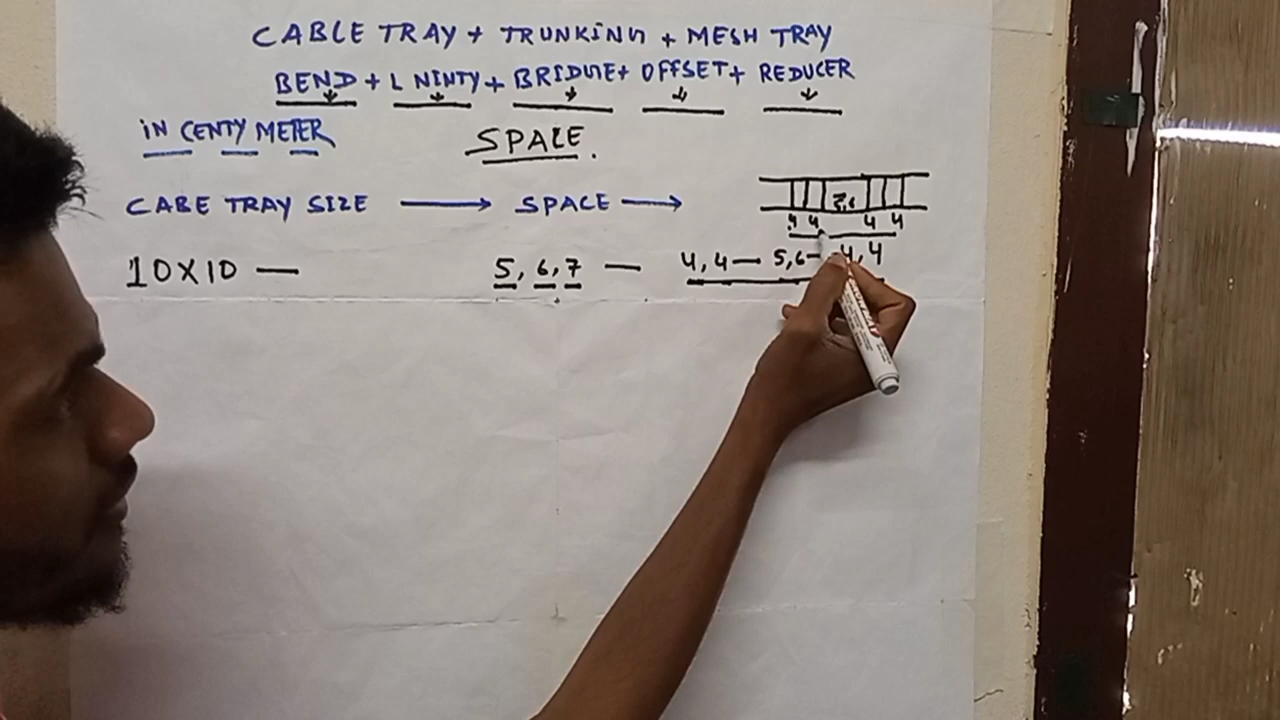 CABLE TRAY + TRUNKING + MESH TRAY
BEND + L NINTY + BRIDGE + OFFSET + REDUCER
IN CENTY METER
SPACE.
CABE TRAY SIZE → SPACE →
4 4 4 4
10X10 — 5, 6, 7 — 4, 4 — 5, 6 - 4, 4